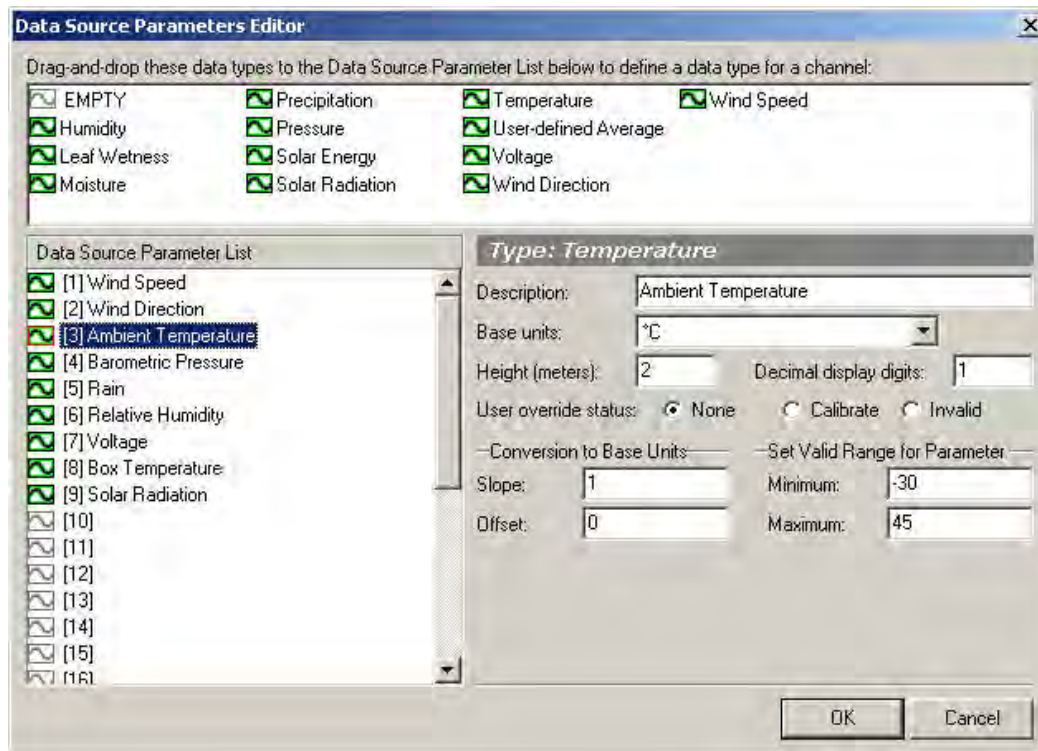 Data Source Parameters Editor
Drag-and-drop these data types to the Data Source Parameter List below to define a data type for a channel:
EMPTY Precipitation Temperature Wind Speed
Humidity Pressure User-defined Average
Leaf Wetness Solar Energy Voltage
Moisture Solar Radiation Wind Direction
Data Source Parameter List
[1] Wind Speed
[2] Wind Direction
[3] Ambient Temperature
[4] Barometric Pressure
[5] Rain
[6] Relative Humidity
[7] Voltage
[8] Box Temperature
[9] Solar Radiation
[10]
[11]
[12]
[13]
[14]
[15]
[16]
Type: Temperature
Description: Ambient Temperature
Base units: °C
Height (meters): 2 Decimal display digits: 1
User override status: None Calibrate Invalid
Conversion to Base Units Set Valid Range for Parameter
Slope: 1 Minimum: -30
Offset: 0 Maximum: 45
OK Cancel